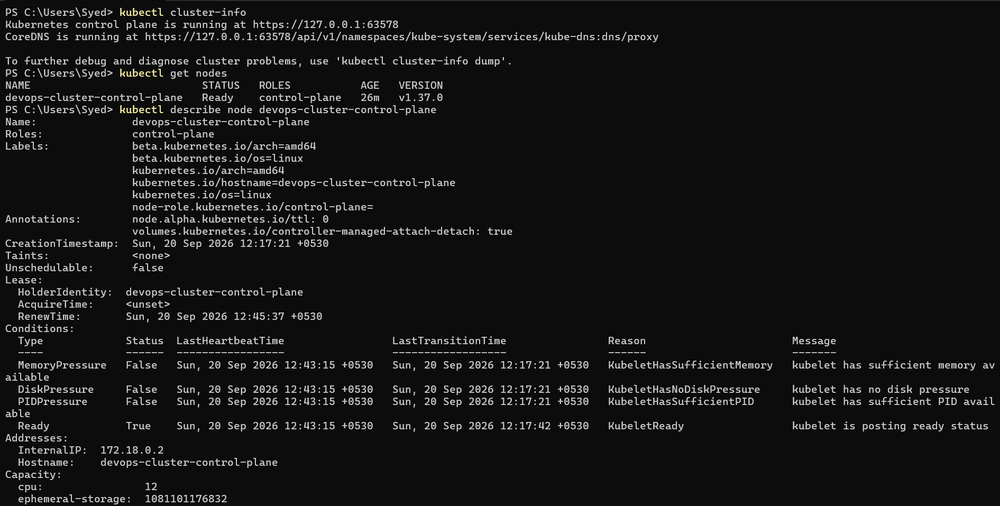 PS C:\Users\Syed> kubectl cluster-info
Kubernetes control plane is running at https://127.0.0.1:63578
CoreDNS is running at https://127.0.0.1:63578/api/v1/namespaces/kube-system/services/kube-dns:dns/proxy

To further debug and diagnose cluster problems, use 'kubectl cluster-info dump'.
PS C:\Users\Syed> kubectl get nodes
NAME                           STATUS   ROLES           AGE   VERSION
devops-cluster-control-plane   Ready    control-plane   26m   v1.37.0
PS C:\Users\Syed> kubectl describe node devops-cluster-control-plane
Name:               devops-cluster-control-plane
Roles:              control-plane
Labels:             beta.kubernetes.io/arch=amd64
                    beta.kubernetes.io/os=linux
                    kubernetes.io/arch=amd64
                    kubernetes.io/hostname=devops-cluster-control-plane
                    kubernetes.io/os=linux
                    node-role.kubernetes.io/control-plane=
Annotations:        node.alpha.kubernetes.io/ttl: 0
                    volumes.kubernetes.io/controller-managed-attach-detach: true
CreationTimestamp:  Sun, 20 Sep 2026 12:17:21 +0530
Taints:             <none>
Unschedulable:      false
Lease:
  HolderIdentity:  devops-cluster-control-plane
  AcquireTime:     <unset>
  RenewTime:       Sun, 20 Sep 2026 12:45:37 +0530
Conditions:
  Type             Status  LastHeartbeatTime                 LastTransitionTime                Reason                       Message
  ----             ------  -----------------                 ------------------                ------                       -------
  MemoryPressure   False   Sun, 20 Sep 2026 12:43:15 +0530   Sun, 20 Sep 2026 12:17:21 +0530   KubeletHasSufficientMemory   kubelet has sufficient memory av
ailable
  DiskPressure     False   Sun, 20 Sep 2026 12:43:15 +0530   Sun, 20 Sep 2026 12:17:21 +0530   KubeletHasNoDiskPressure     kubelet has no disk pressure
  PIDPressure      False   Sun, 20 Sep 2026 12:43:15 +0530   Sun, 20 Sep 2026 12:17:21 +0530   KubeletHasSufficientPID      kubelet has sufficient PID avail
able
  Ready            True    Sun, 20 Sep 2026 12:43:15 +0530   Sun, 20 Sep 2026 12:17:42 +0530   KubeletReady                 kubelet is posting ready status
Addresses:
  InternalIP:  172.18.0.2
  Hostname:    devops-cluster-control-plane
Capacity:
  cpu:                12
  ephemeral-storage:  1081101176832